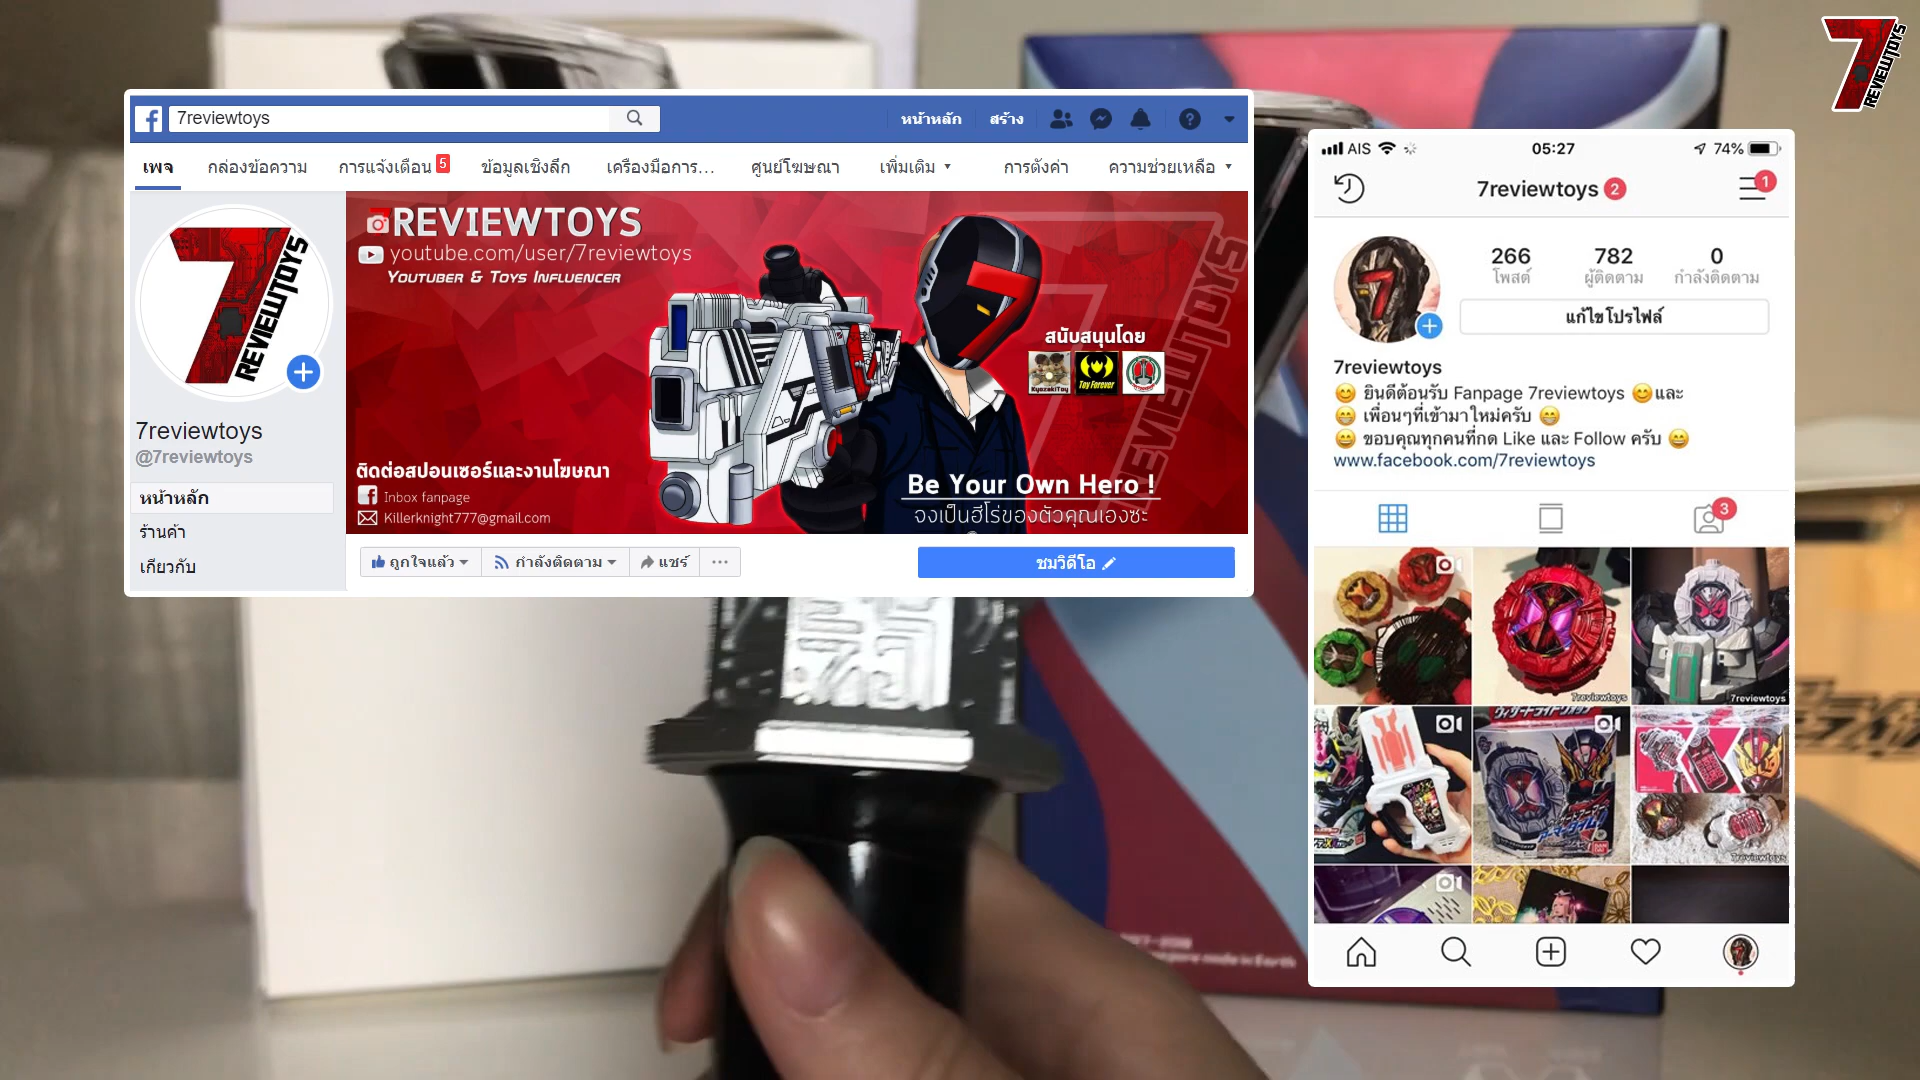 7 REVIEWTOYS
7reviewtoys
หน้าหลัก
สร้าง
เพจ
กล่องข้อความ
การแจ้งเตือน 5
ข้อมูลเชิงลึก
เครื่องมือการ...
ศูนย์โฆษณา
เพิ่มเติม
การตั้งค่า
ความช่วยเหลือ
7 REVIEWTOYS
7reviewtoys
@7reviewtoys
หน้าหลัก
ร้านค้า
เกี่ยวกับ
REVIEWTOYS
youtube.com/user/7reviewtoys
YOUTUBER & TOYS INFLUENCER
ติดต่อสปอนเซอร์และงานโฆษณา
Inbox fanpage
Killerknight777@gmail.com
7 REVIEWTOYS
สนับสนุนโดย
KyozakiToy
Toy Forever
Be Your Own Hero !
จงเป็นฮีโร่ของตัวคุณเองซะ
ถูกใจแล้ว
กำลังติดตาม
แชร์
ชมวิดีโอ
AIS
05:27
74%
7reviewtoys 2
1
266
โพสต์
782
ผู้ติดตาม
0
กำลังติดตาม
แก้ไขโปรไฟล์
7reviewtoys
😊 ยินดีต้อนรับ Fanpage 7reviewtoys 😊และ
😁 เพื่อนๆที่เข้ามาใหม่ครับ 😁
😄 ขอบคุณทุกคนที่กด Like และ Follow ครับ 😄
www.facebook.com/7reviewtoys
3
7reviewtoys
7reviewtoys
7reviewtoys